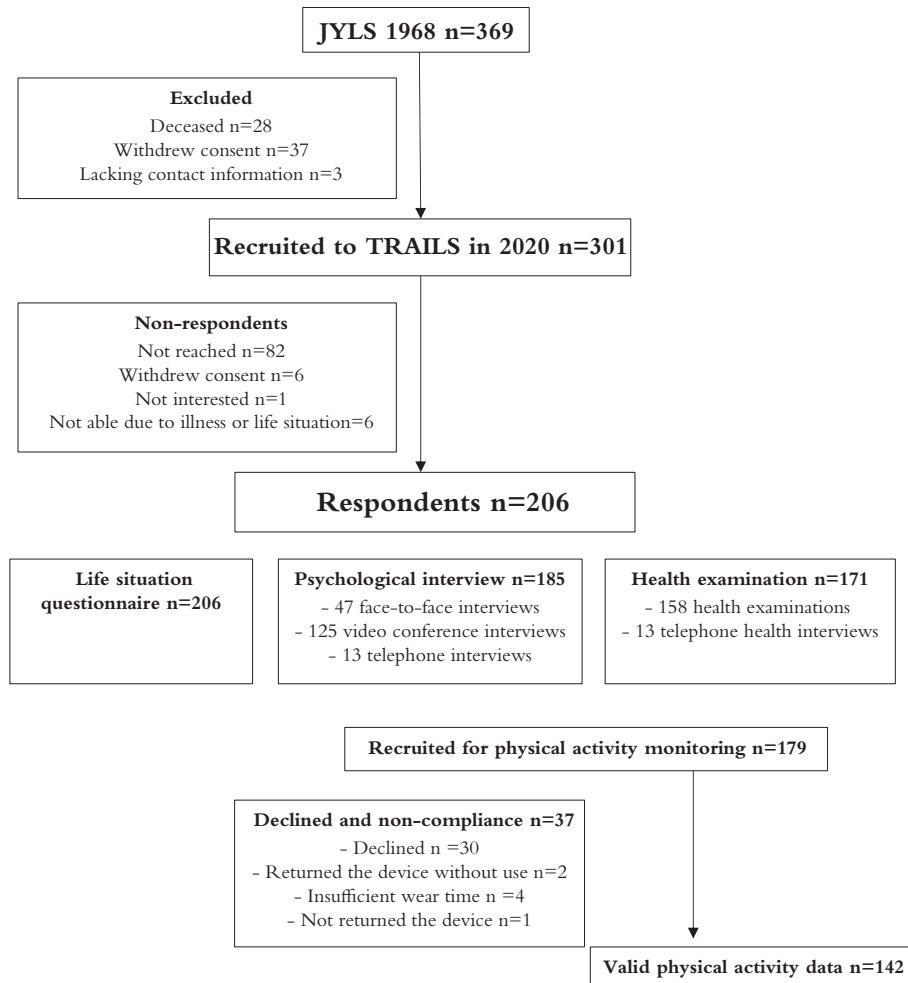 JYLS 1968 n=369
Excluded
Deceased n=28
Withdrew consent n=37
Lacking contact information n=3
Recruited to TRAILS in 2020 n=301
Non-respondents
Not reached n=82
Withdrew consent n=6
Not interested n=1
Not able due to illness or life situation=6
Respondents n=206
Life situation
questionnaire n=206
Psychological interview n=185
- 47 face-to-face interviews
- 125 video conference interviews
- 13 telephone interviews
Health examination n=171
- 158 health examinations
- 13 telephone health interviews
Recruited for physical activity monitoring n=179
Declined and non-compliance n=37
- Declined n =30
- Returned the device without use n=2
- Insufficient wear time n =4
- Not returned the device n=1
Valid physical activity data n=142